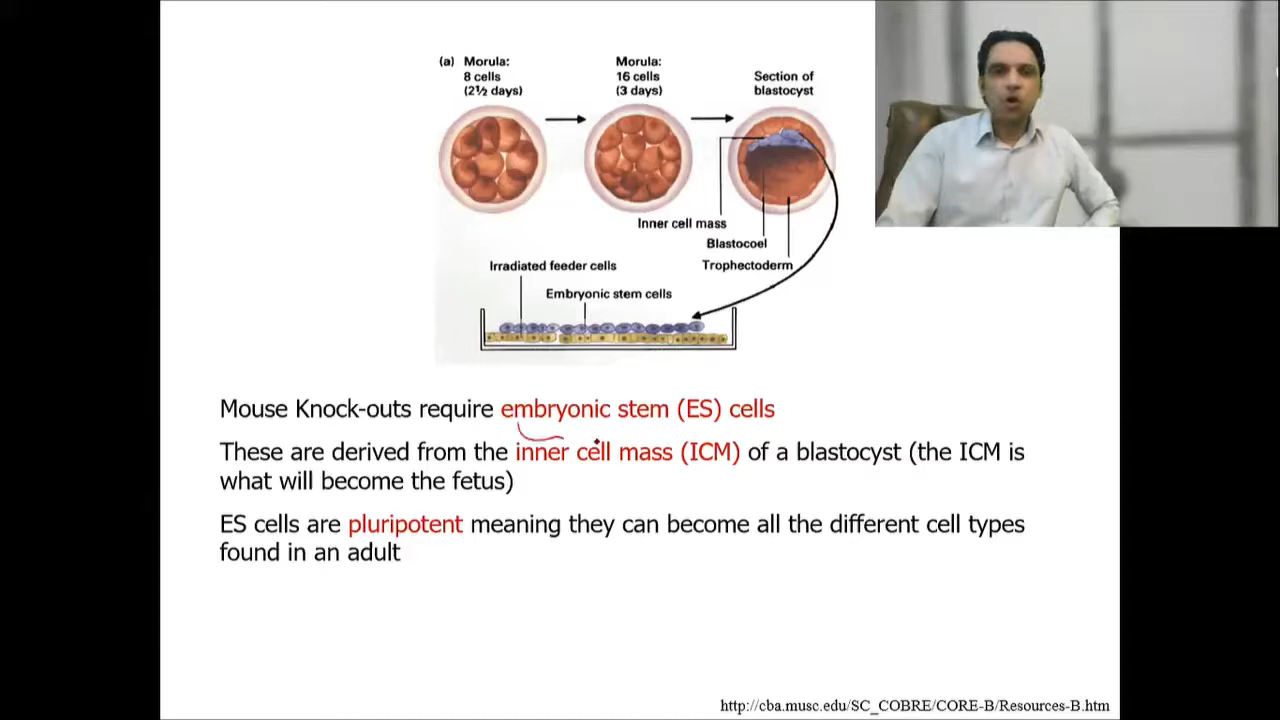 (a) Morula:
8 cells
(2½ days)
Morula:
16 cells
(3 days)
Section of
blastocyst
Inner cell mass
Blastocoel
Trophectoderm
Irradiated feeder cells
Embryonic stem cells
Mouse Knock-outs require embryonic stem (ES) cells
These are derived from the inner cell mass (ICM) of a blastocyst (the ICM is
what will become the fetus)
ES cells are pluripotent meaning they can become all the different cell types
found in an adult
http://cba.musc.edu/SC_COBRE/CORE-B/Resources-B.htm